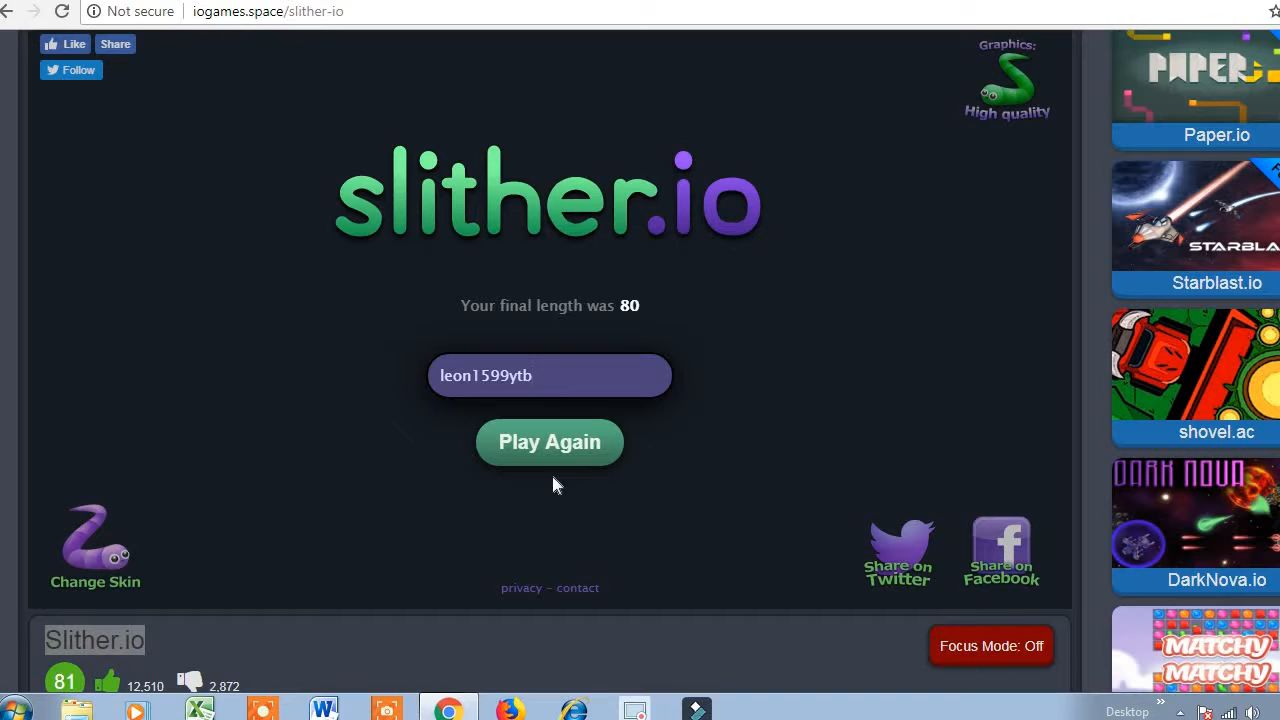 Not secure
iogames.space/slither-io
Like
Share
Follow
Graphics:
High quality
slither.io
Your final length was 80
leon1599ytb
Play Again
Change Skin
Share on
Twitter
Share on
Facebook
privacy - contact
Slither.io
Focus Mode: Off
81
12,510
2,872
PAPER
Paper.io
STARBLA
Starblast.io
shovel.ac
DARK NOVA
DarkNova.io
MATCHY
MATCHY
Desktop